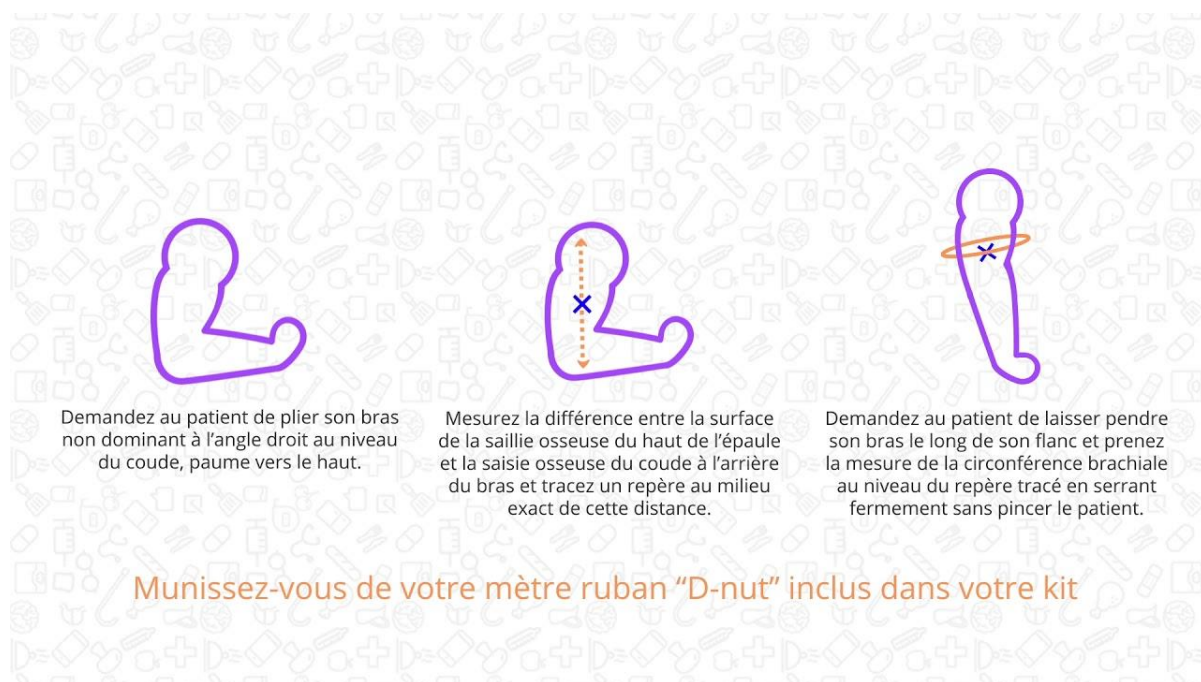 Demandez au patient de plier son bras
non dominant à l'angle droit au niveau
du coude, paume vers le haut.
Mesurez la différence entre la surface
de la saillie osseuse du haut de l'épaule
et la saisie osseuse du coude à l'arrière
du bras et tracez un repère au milieu
exact de cette distance.
Demandez au patient de laisser pendre
son bras le long de son flanc et prenez
la mesure de la circonférence brachiale
au niveau du repère tracé en serrant
fermement sans pincer le patient.
Munissez-vous de votre mètre ruban “D-nut” inclus dans votre kit